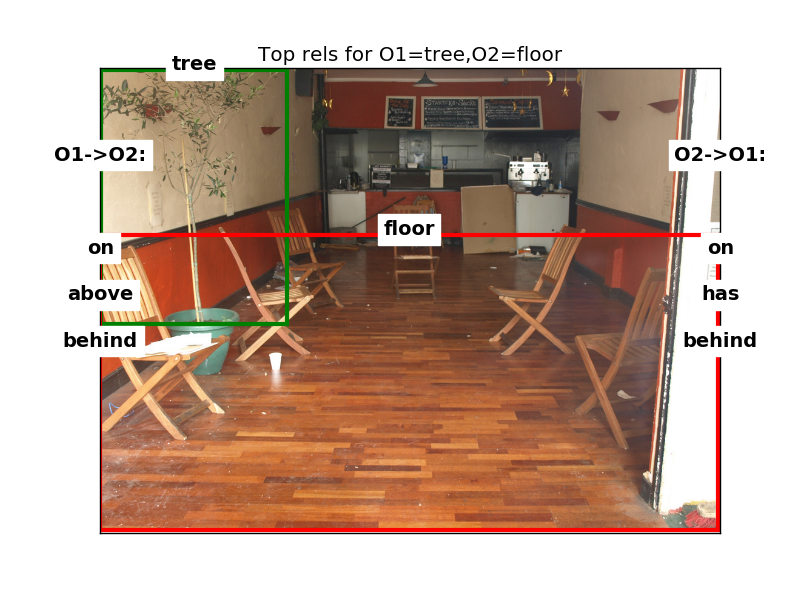 Top rels for O1=tree,O2=floor
tree
O1->O2:
O2->O1:
floor
on
on
above
has
behind
behind